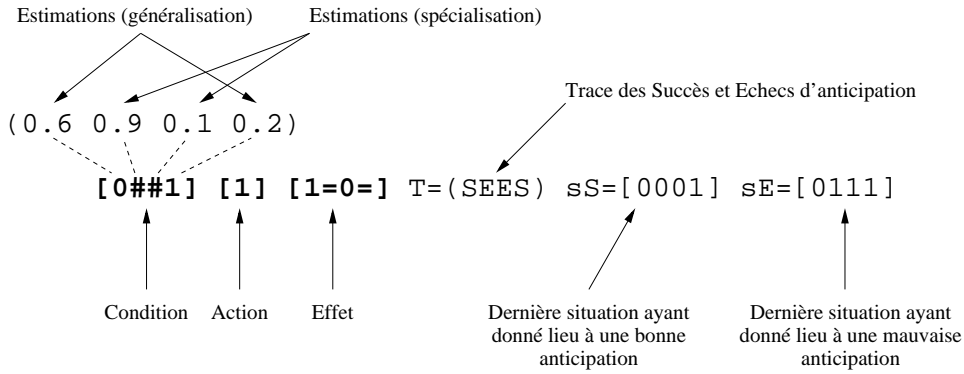 Estimations (généralisation) Estimations (spécialisation)
Trace des Succès et Echecs d’anticipation
(0.6 0.9 0.1 0.2)
[0##1] [1] [1=0=] T=(SEES) sS=[0001] sE=[0111]
Condition Action Effet
Dernière situation ayant
donné lieu à une bonne
anticipation
Dernière situation ayant
donné lieu à une mauvaise
anticipation